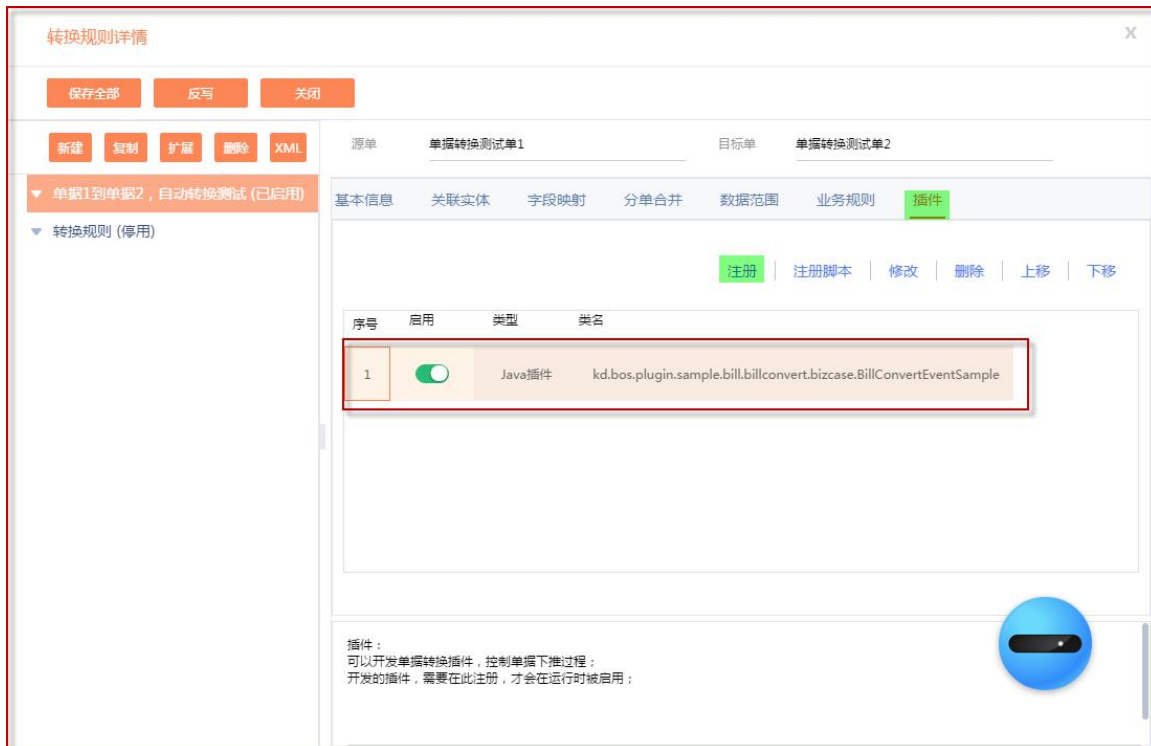 转换规则详情
X
保存全部 反写 关闭
新建 复制 扩展 删除 XML
源单 单据转换测试单1 目标单 单据转换测试单2
单据1到单据2，自动转换测试 (已启用)
转换规则 (停用)
基本信息 关联实体 字段映射 分单合并 数据范围 业务规则 插件
注册 注册脚本 修改 删除 上移 下移
序号 启用 类型 类名
1 Java插件 kd.bos.plugin.sample.bill.billconvert.bizcase.BillConvertEventSample
插件：
可以开发单据转换插件，控制单据下推过程；
开发的插件，需要在此注册，才会在运行时被启用；